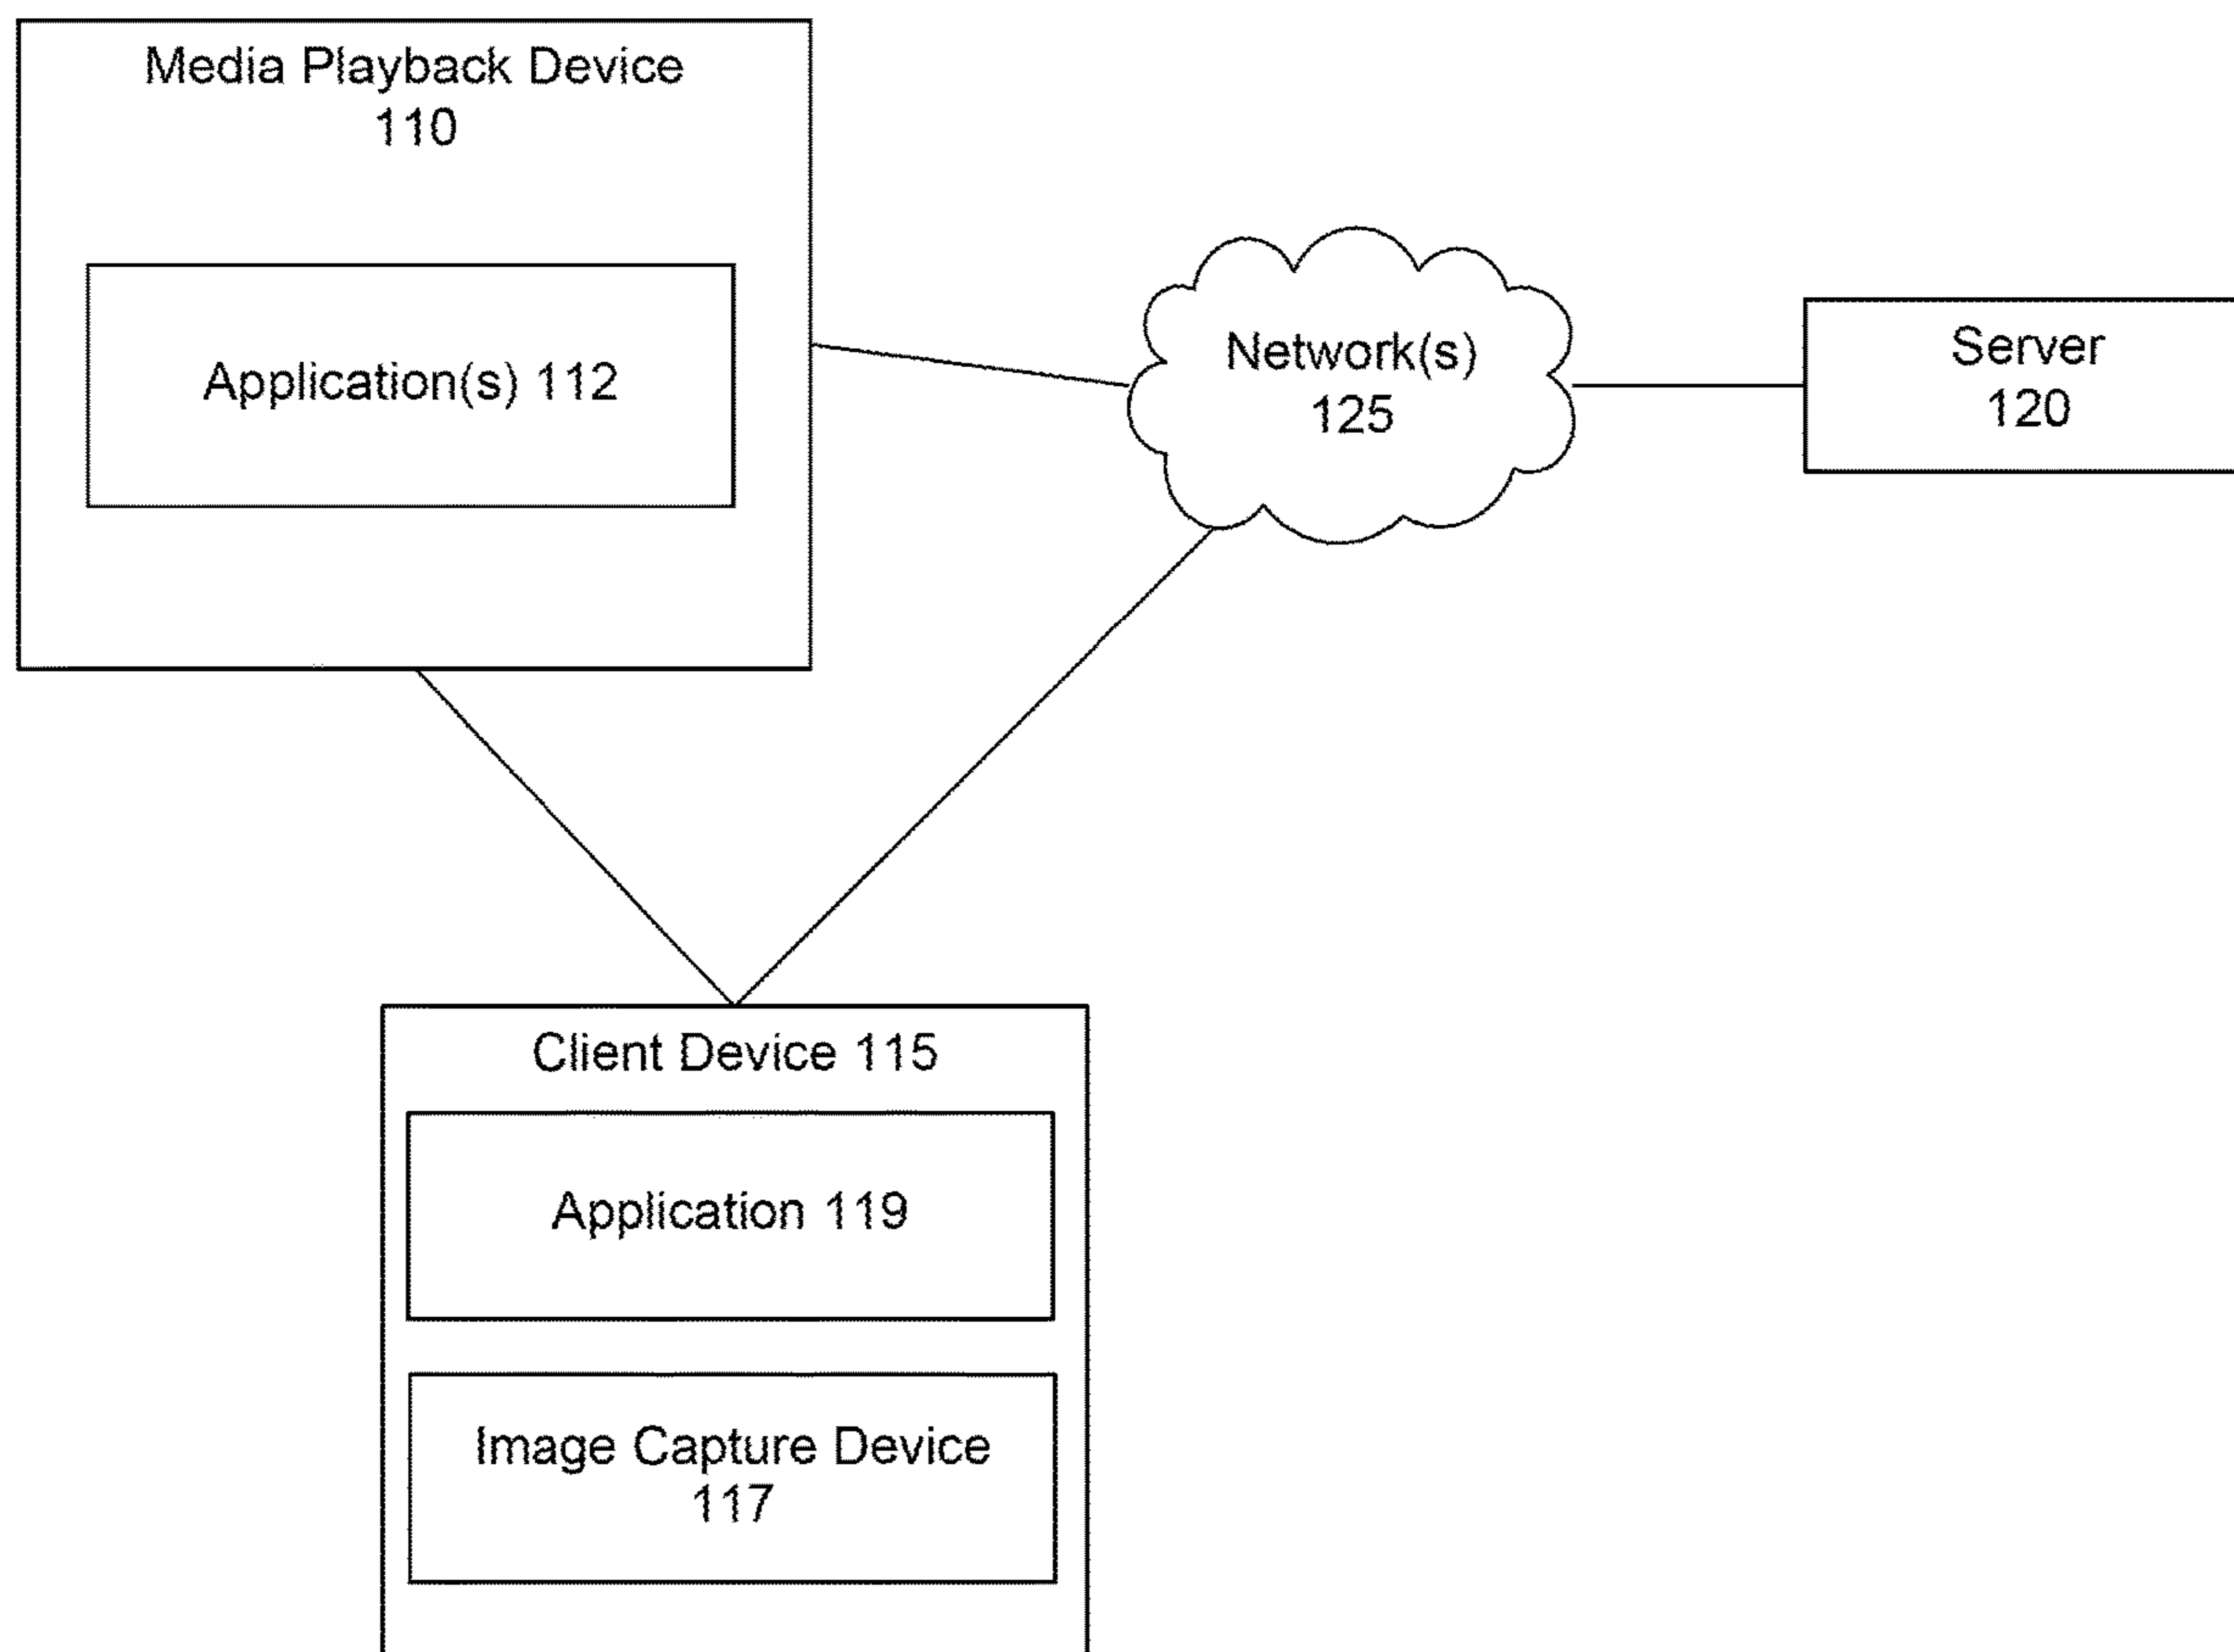 Media Playback Device
110
Application(s) 112
Network(s)
125
Server
120
Client Device 115
Application 119
Image Capture Device
117